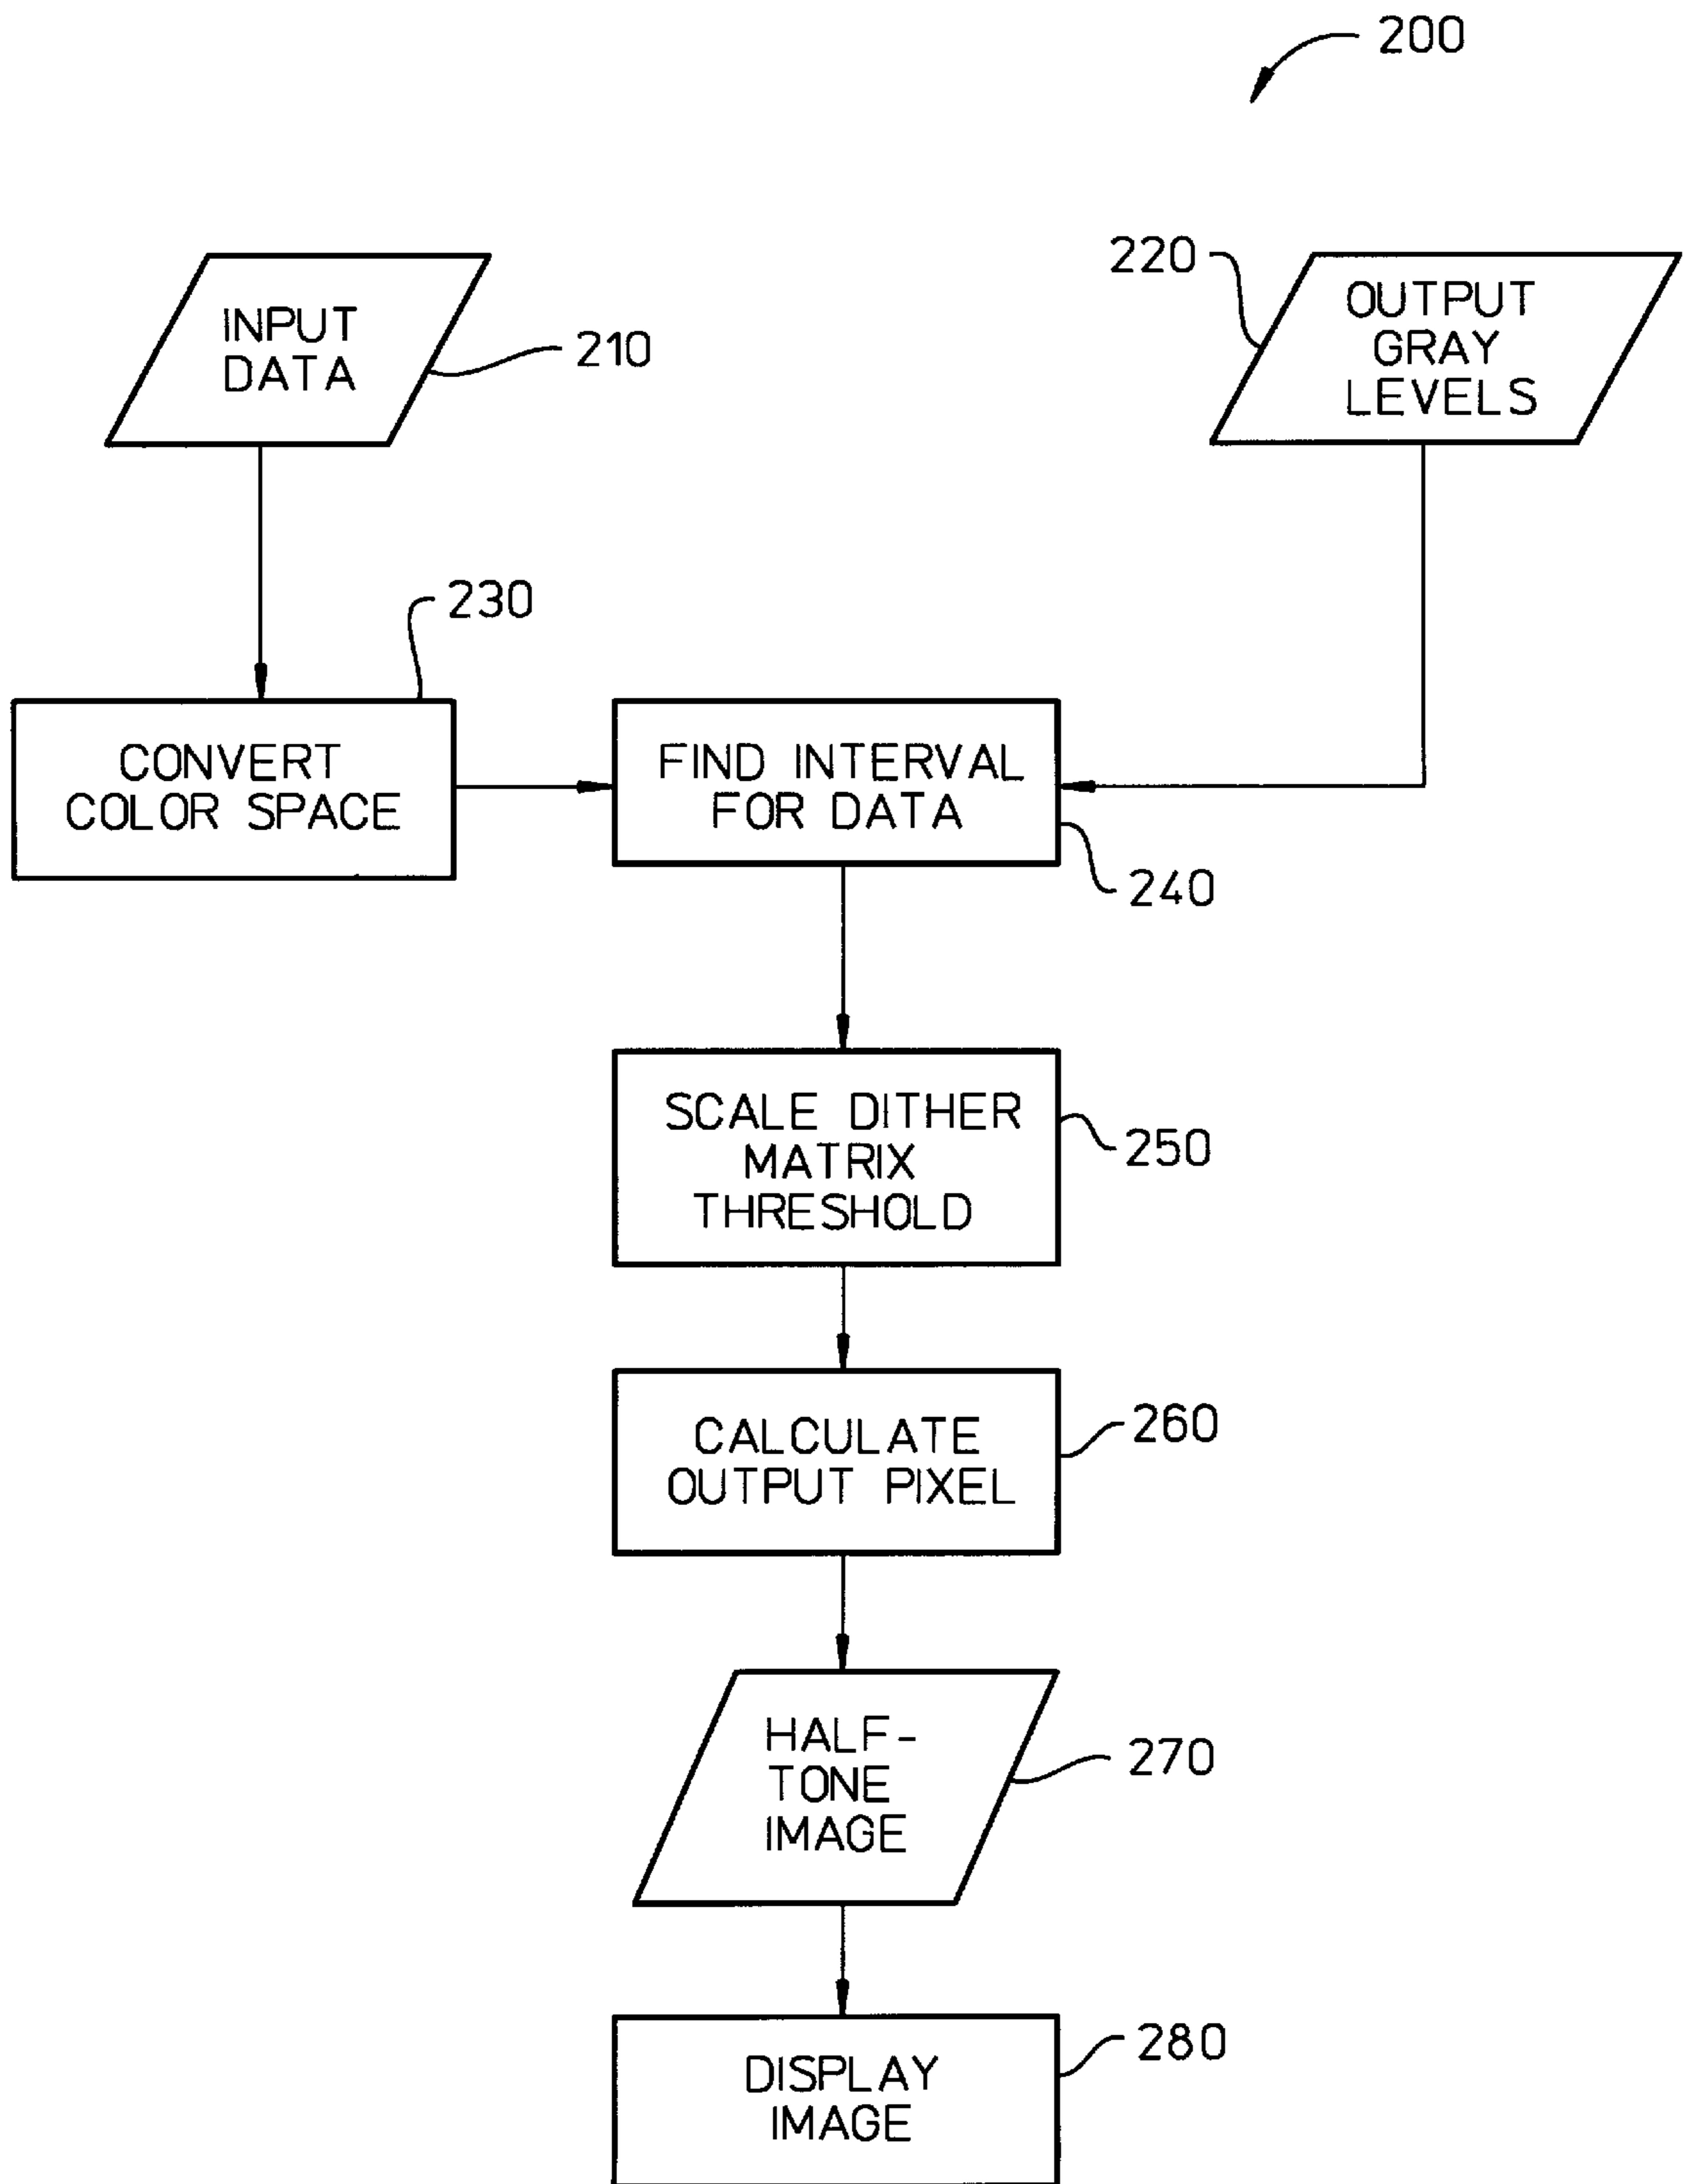 200
INPUT
DATA
210
220
OUTPUT
GRAY
LEVELS
230
CONVERT
COLOR SPACE
FIND INTERVAL
FOR DATA
240
SCALE DITHER
MATRIX
THRESHOLD
250
CALCULATE
OUTPUT PIXEL
260
HALF-
TONE
IMAGE
270
DISPLAY
IMAGE
280